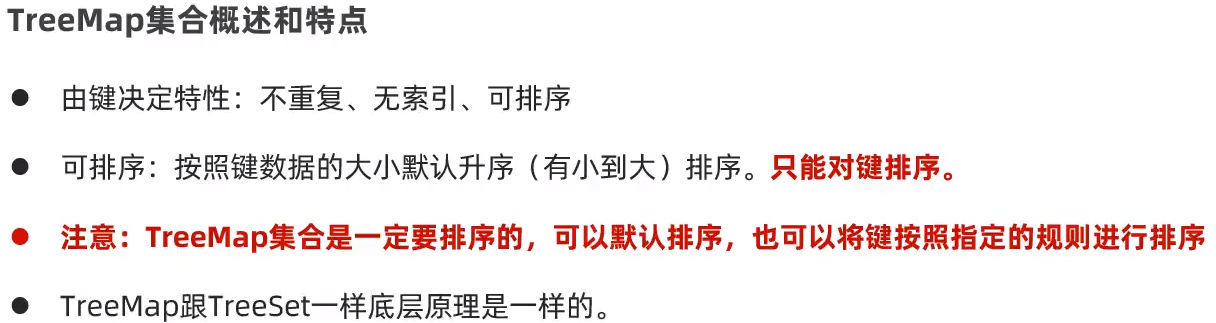 TreeMap集合概述和特点
● 由键决定特性：不重复、无索引、可排序
● 可排序：按照键数据的大小默认升序（有小到大）排序。只能对键排序。
● 注意：TreeMap集合是一定要排序的，可以默认排序，也可以将键按照指定的规则进行排序
● TreeMap跟TreeSet一样底层原理是一样的。